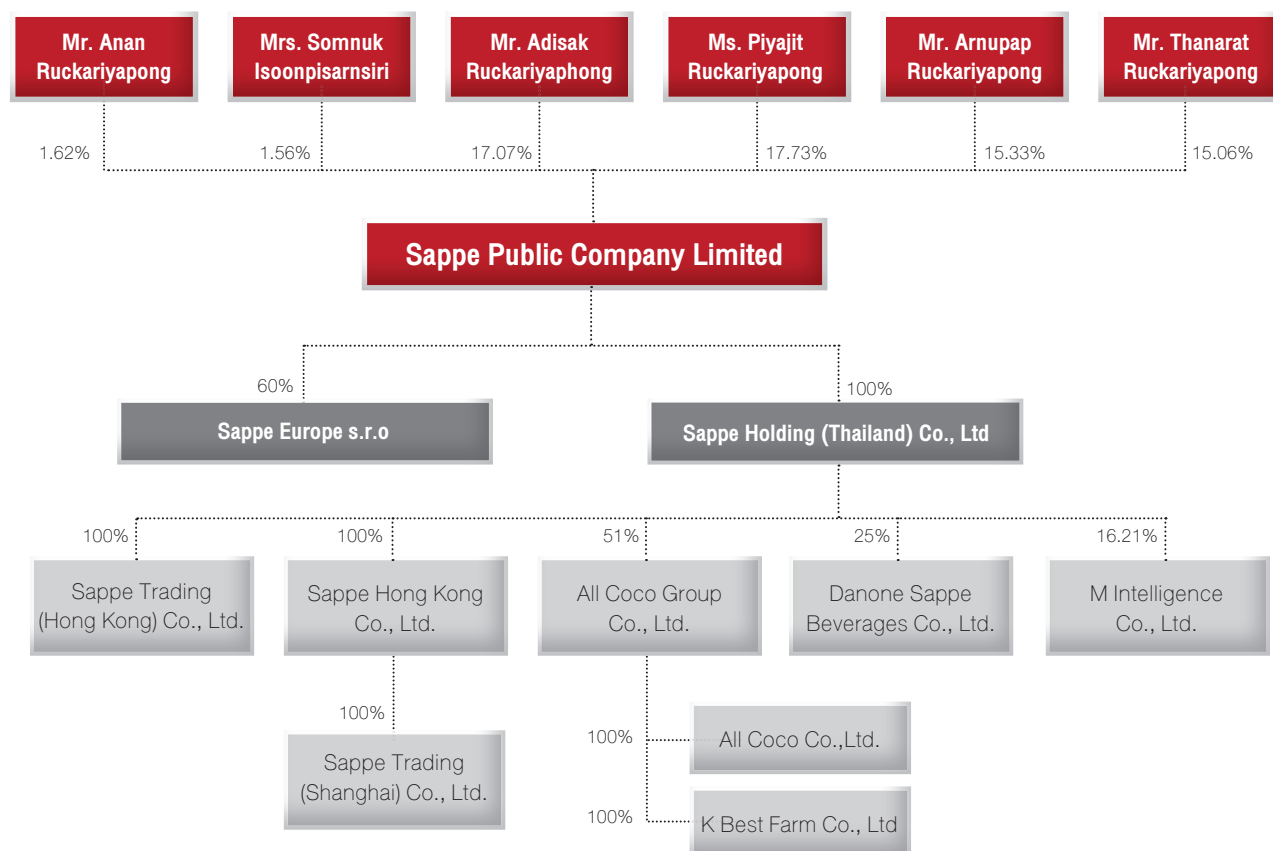 Mr. Anan
Ruckariyapong
Mrs. Somnuk
Isoonpisarnsiri
Mr. Adisak
Ruckariyaphong
Ms. Piyajit
Ruckariyapong
Mr. Arnupap
Ruckariyapong
Mr. Thanarat
Ruckariyapong
1.62%
1.56%
17.07%
17.73%
15.33%
15.06%
Sappe Public Company Limited
60%
100%
Sappe Europe s.r.o
Sappe Holding (Thailand) Co., Ltd
100%
100%
51%
25%
16.21%
Sappe Trading
(Hong Kong) Co., Ltd.
Sappe Hong Kong
Co., Ltd.
All Coco Group
Co., Ltd.
Danone Sappe
Beverages Co., Ltd.
M Intelligence
Co., Ltd.
100%
Sappe Trading
(Shanghai) Co., Ltd.
100%
All Coco Co.,Ltd.
100%
K Best Farm Co., Ltd